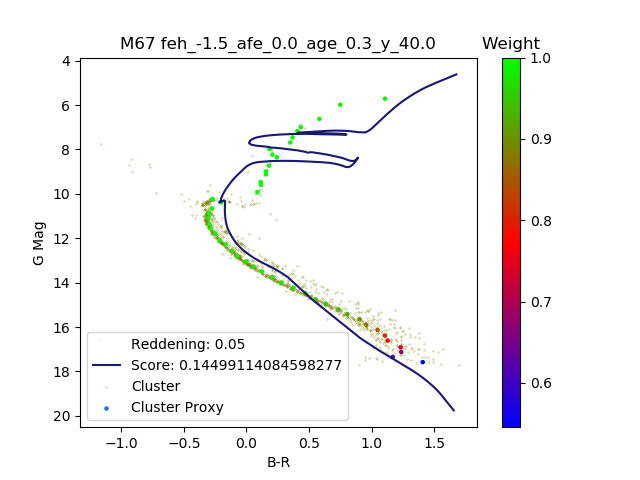 M67 feh_-1.5_afe_0.0_age_0.3_y_40.0
Weight
4
6
8
10
12
14
16
18
20
G Mag
−1.0 −0.5 0.0 0.5 1.0 1.5
B-R
Reddening: 0.05
Score: 0.14499114084598277
Cluster
Cluster Proxy
1.0
0.9
0.8
0.7
0.6